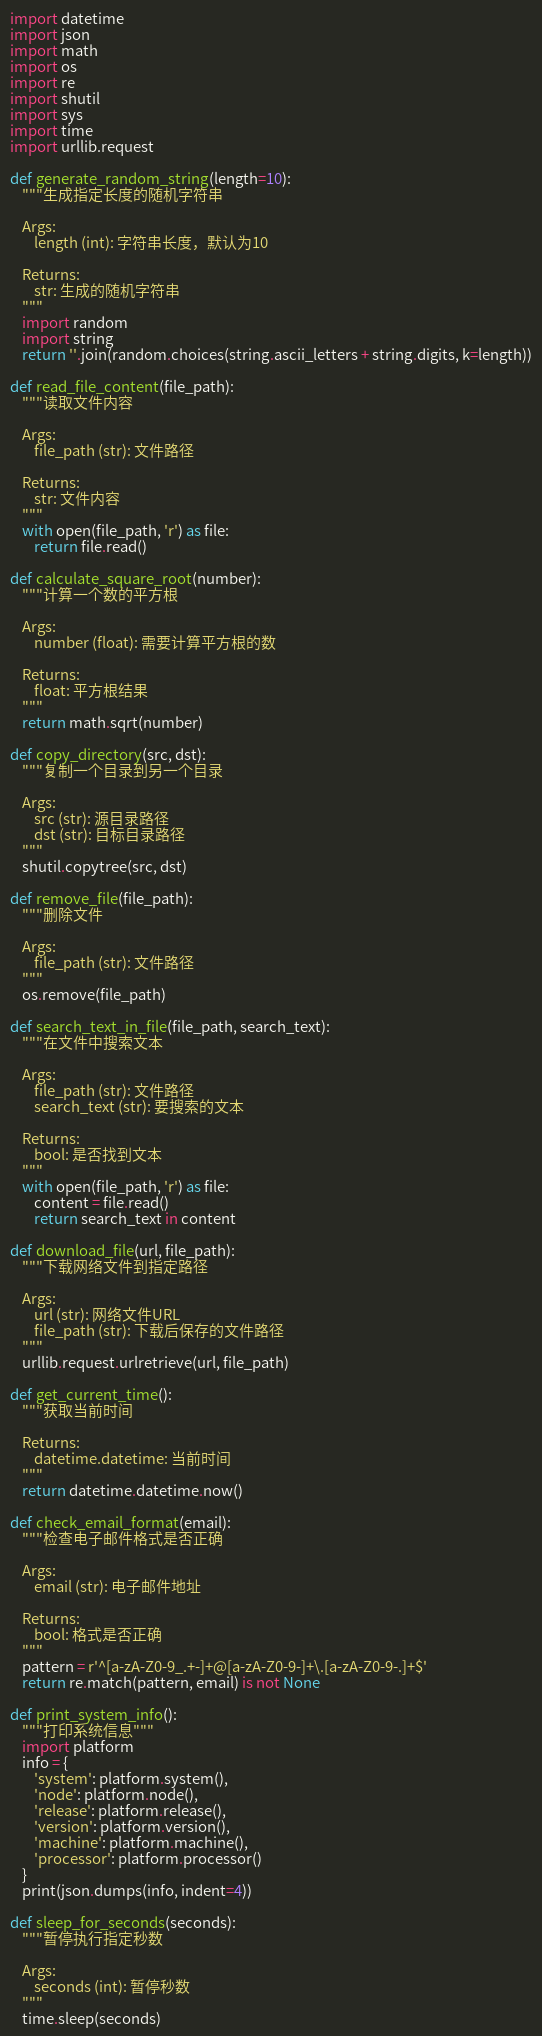 import datetime
import json
import math
import os
import re
import shutil
import sys
import time
import urllib.request

def generate_random_string(length=10):
    """生成指定长度的随机字符串

    Args:
        length (int): 字符串长度，默认为10

    Returns:
        str: 生成的随机字符串
    """
    import random
    import string
    return ''.join(random.choices(string.ascii_letters + string.digits, k=length))

def read_file_content(file_path):
    """读取文件内容

    Args:
        file_path (str): 文件路径

    Returns:
        str: 文件内容
    """
    with open(file_path, 'r') as file:
        return file.read()

def calculate_square_root(number):
    """计算一个数的平方根

    Args:
        number (float): 需要计算平方根的数

    Returns:
        float: 平方根结果
    """
    return math.sqrt(number)

def copy_directory(src, dst):
    """复制一个目录到另一个目录

    Args:
        src (str): 源目录路径
        dst (str): 目标目录路径
    """
    shutil.copytree(src, dst)

def remove_file(file_path):
    """删除文件

    Args:
        file_path (str): 文件路径
    """
    os.remove(file_path)

def search_text_in_file(file_path, search_text):
    """在文件中搜索文本

    Args:
        file_path (str): 文件路径
        search_text (str): 要搜索的文本

    Returns:
        bool: 是否找到文本
    """
    with open(file_path, 'r') as file:
        content = file.read()
        return search_text in content

def download_file(url, file_path):
    """下载网络文件到指定路径

    Args:
        url (str): 网络文件URL
        file_path (str): 下载后保存的文件路径
    """
    urllib.request.urlretrieve(url, file_path)

def get_current_time():
    """获取当前时间

    Returns:
        datetime.datetime: 当前时间
    """
    return datetime.datetime.now()

def check_email_format(email):
    """检查电子邮件格式是否正确

    Args:
        email (str): 电子邮件地址

    Returns:
        bool: 格式是否正确
    """
    pattern = r'^[a-zA-Z0-9_.+-]+@[a-zA-Z0-9-]+\.[a-zA-Z0-9-.]+$'
    return re.match(pattern, email) is not None

def print_system_info():
    """打印系统信息"""
    import platform
    info = {
        'system': platform.system(),
        'node': platform.node(),
        'release': platform.release(),
        'version': platform.version(),
        'machine': platform.machine(),
        'processor': platform.processor()
    }
    print(json.dumps(info, indent=4))

def sleep_for_seconds(seconds):
    """暂停执行指定秒数

    Args:
        seconds (int): 暂停秒数
    """
    time.sleep(seconds)